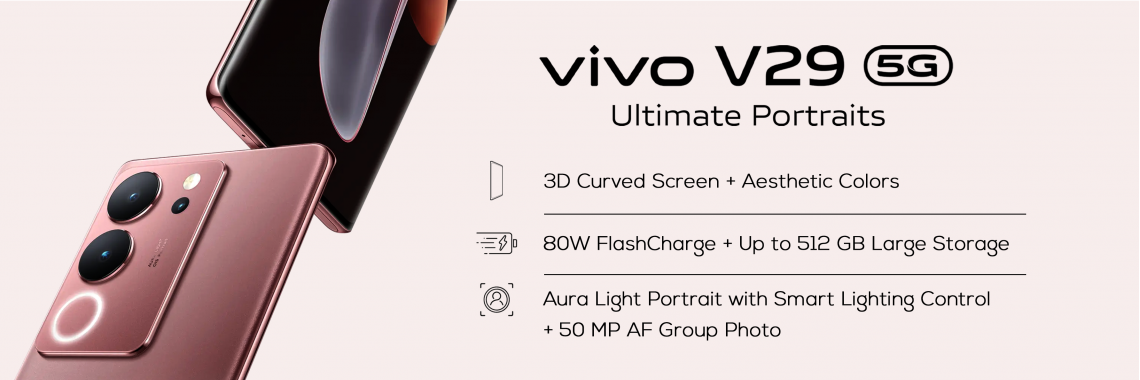 vivo V29 5G
Ultimate Portraits
3D Curved Screen + Aesthetic Colors
80W FlashCharge + Up to 512 GB Large Storage
Aura Light Portrait with Smart Lighting Control
+ 50 MP AF Group Photo